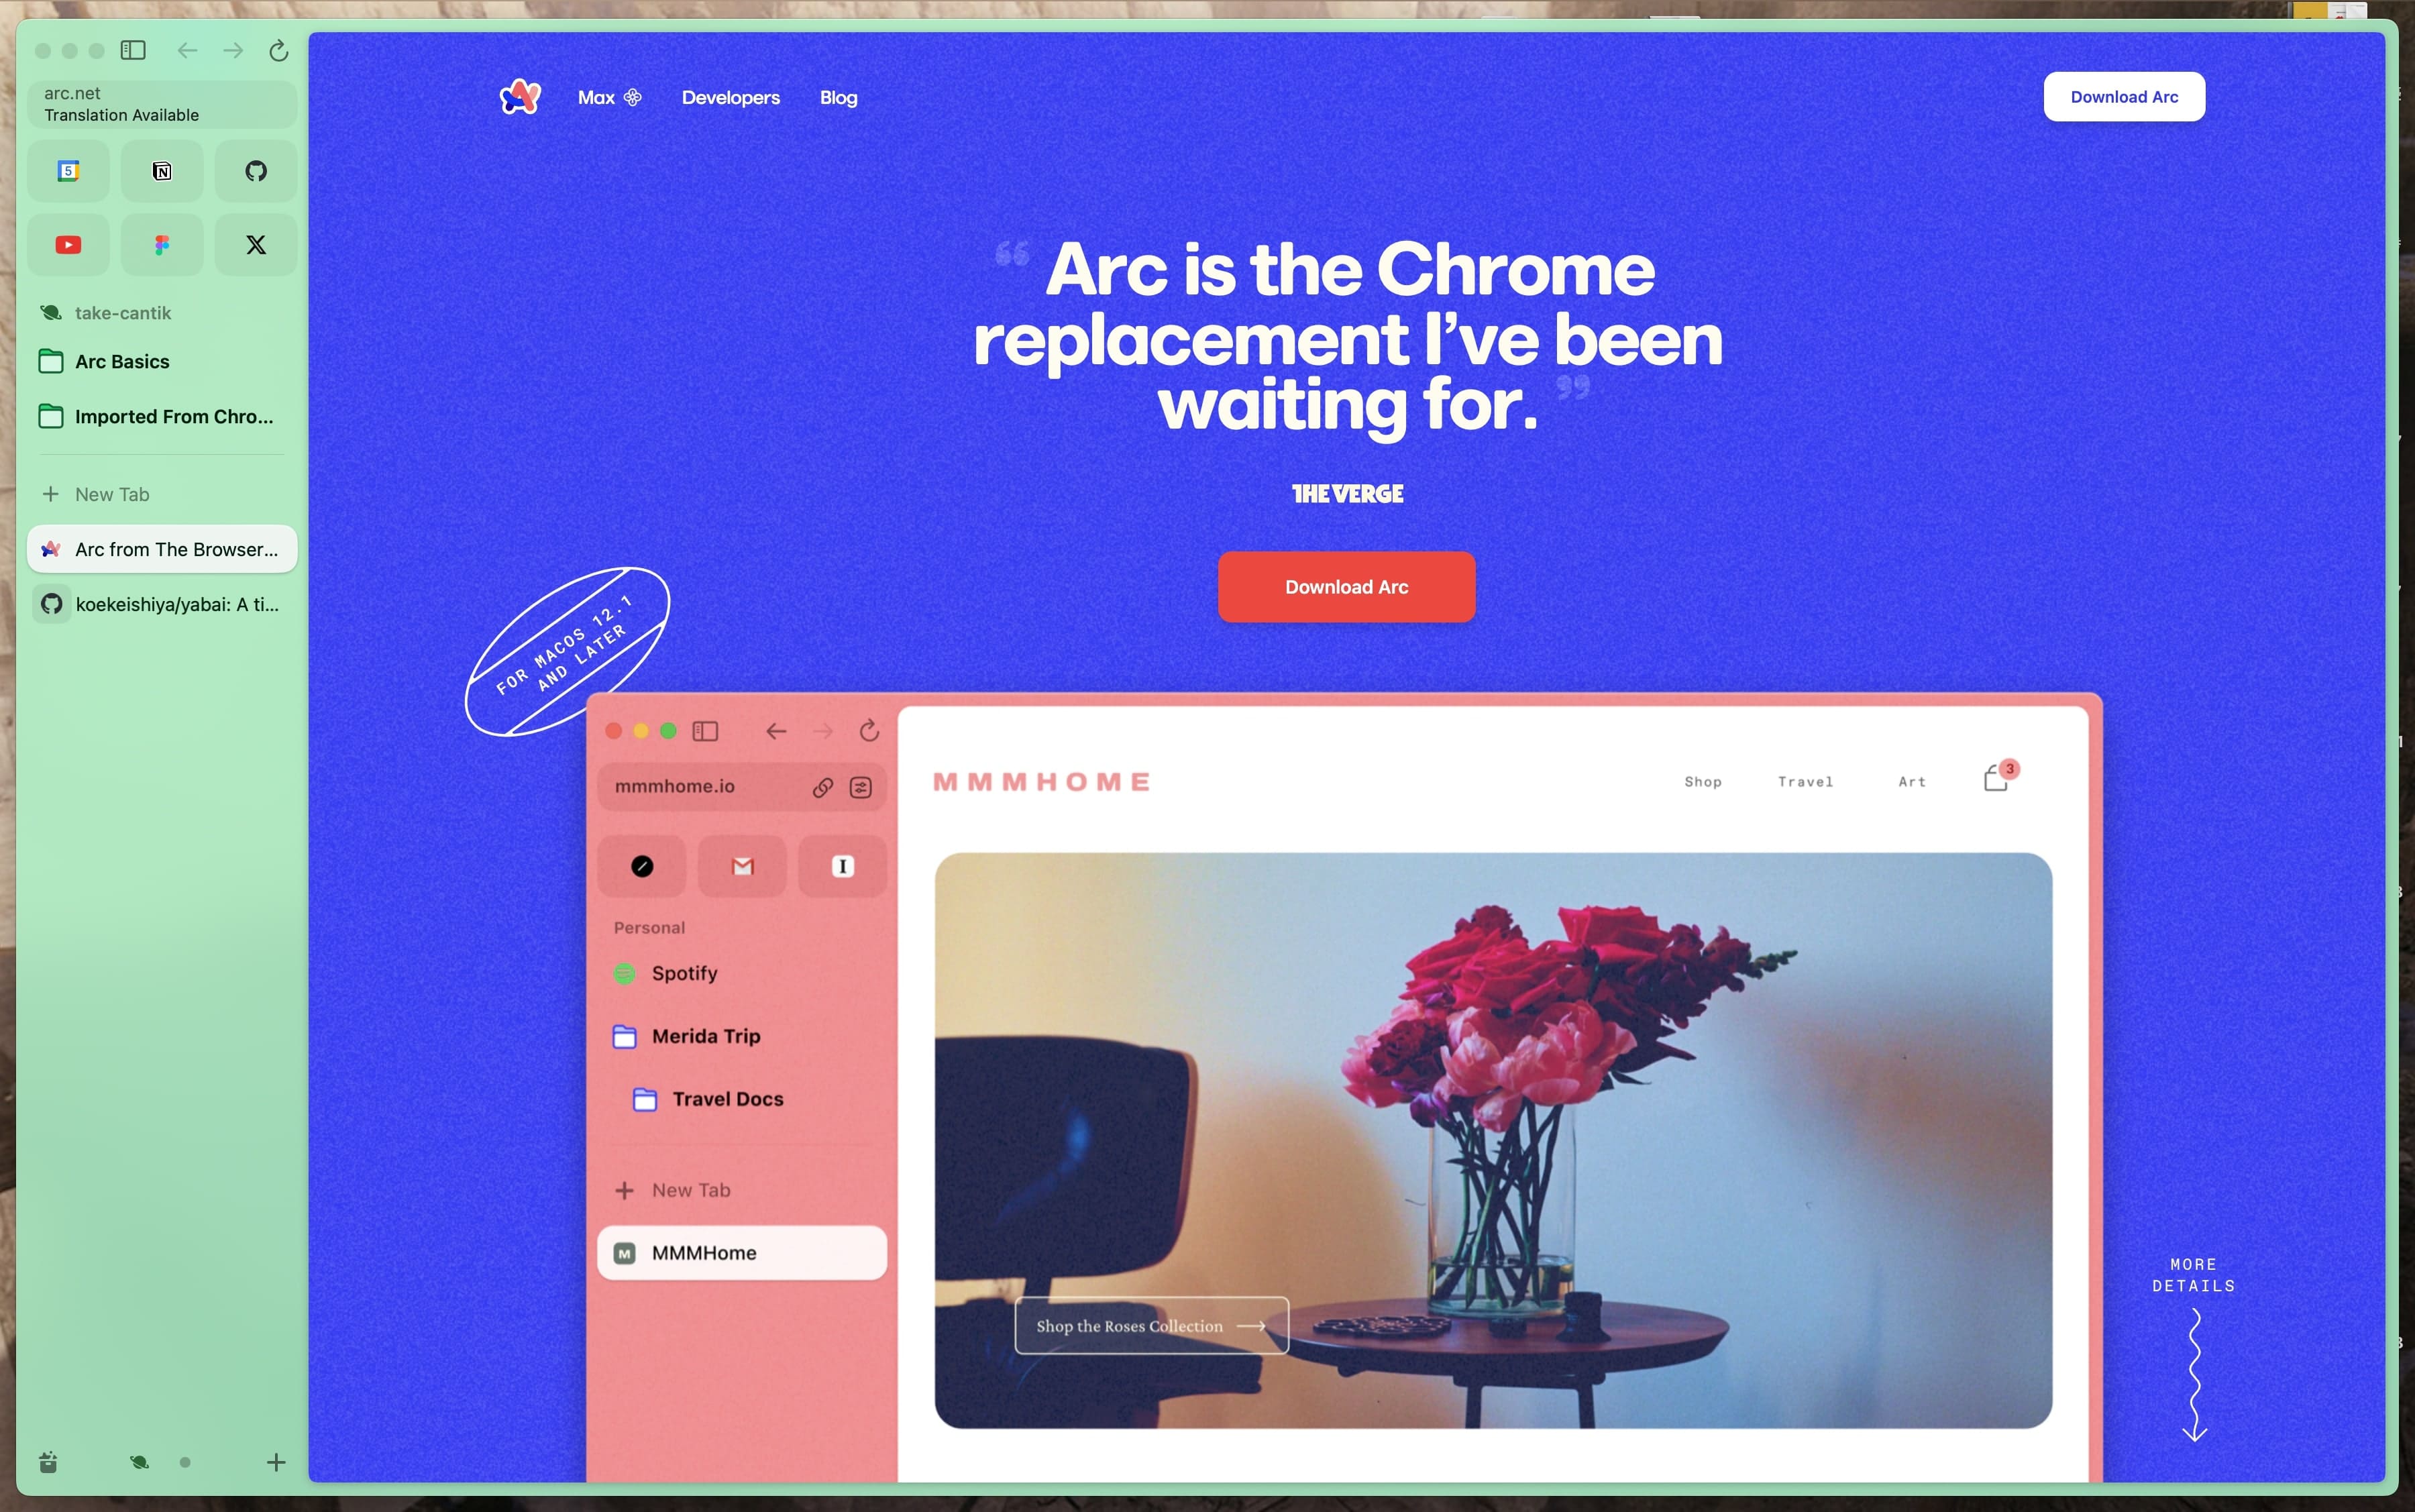 arc.net
Translation Available
5
N
take-cantik
Arc Basics
Imported From Chro...
New Tab
Arc from The Browser...
koekeishiya/yabai: A ti...
Max
Developers
Blog
Download Arc
“ Arc is the Chrome
replacement I’ve been
waiting for. ”
THE VERGE
Download Arc
FOR MACOS 12.1
AND LATER
mmmhome.io
I
Personal
Spotify
Merida Trip
Travel Docs
New Tab
M
MMMHome
MMMHOME
Shop
Travel
Art
3
Shop the Roses Collection
MORE
DETAILS